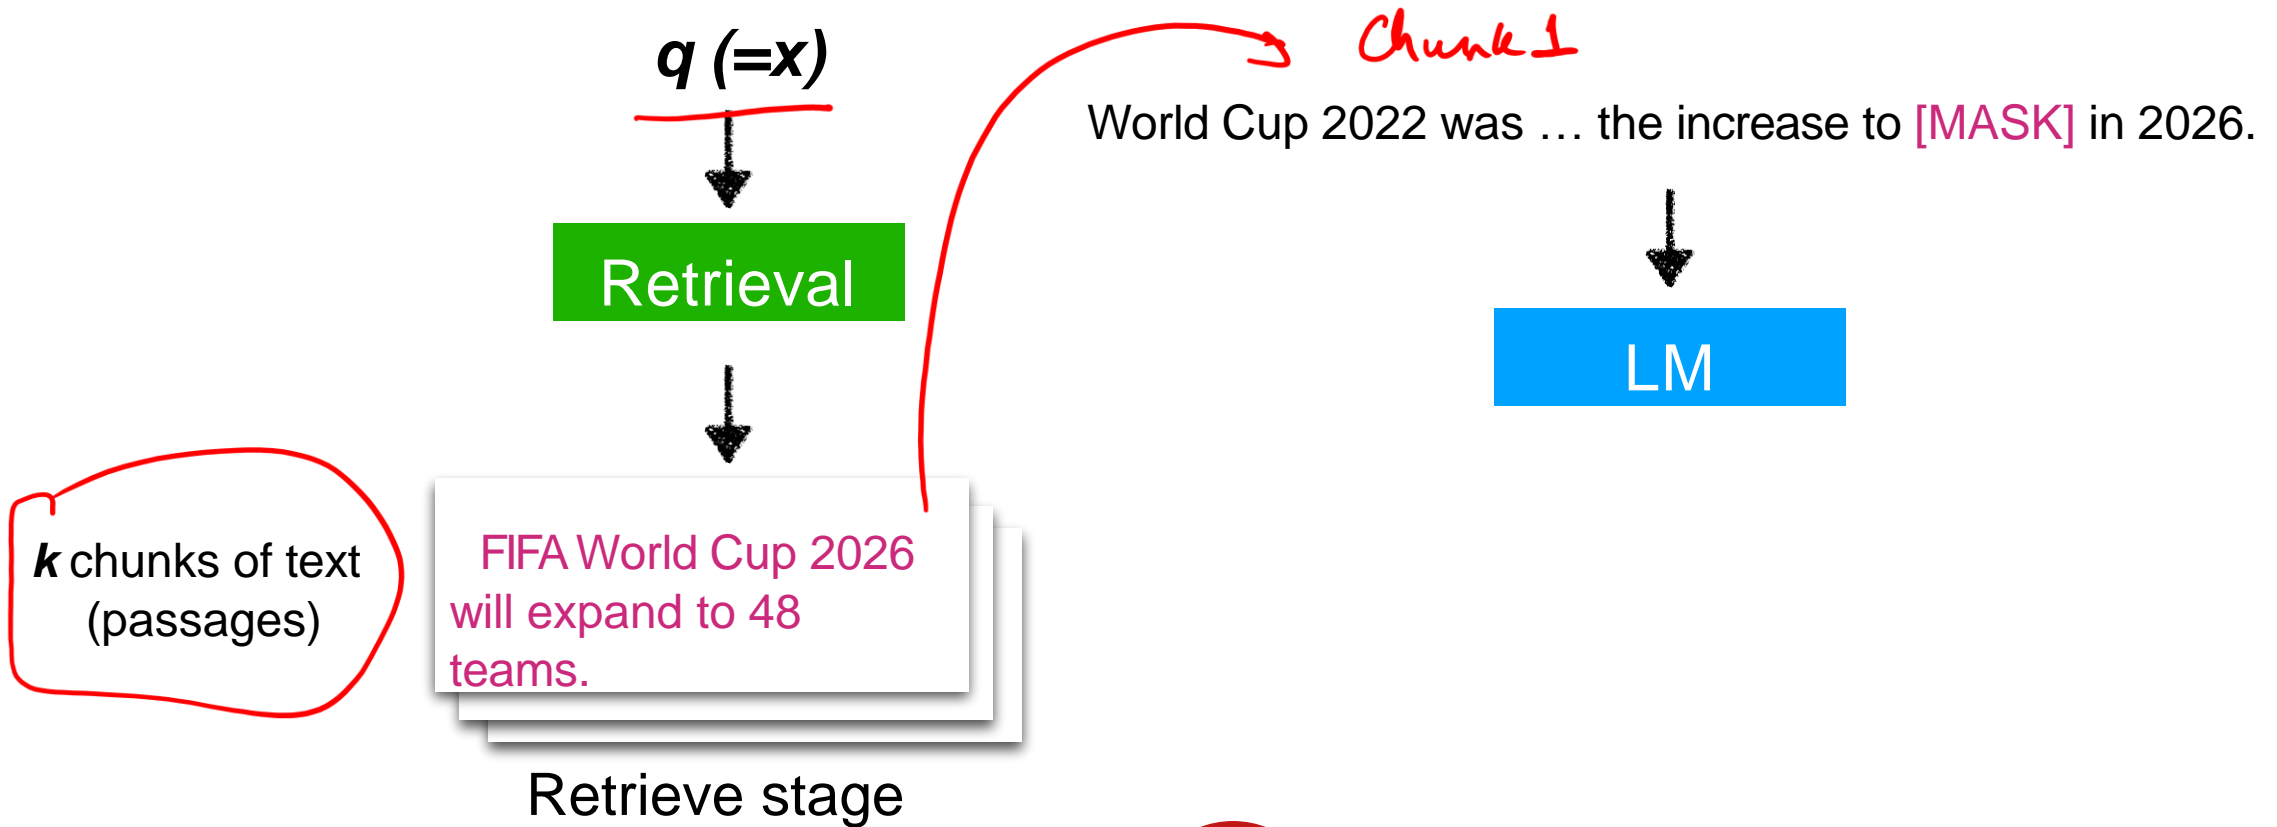 q (=x)
Retrieval
k chunks of text
(passages)
FIFA World Cup 2026
will expand to 48
teams.
Retrieve stage
Chunk 1
World Cup 2022 was … the increase to [MASK] in 2026.
LM